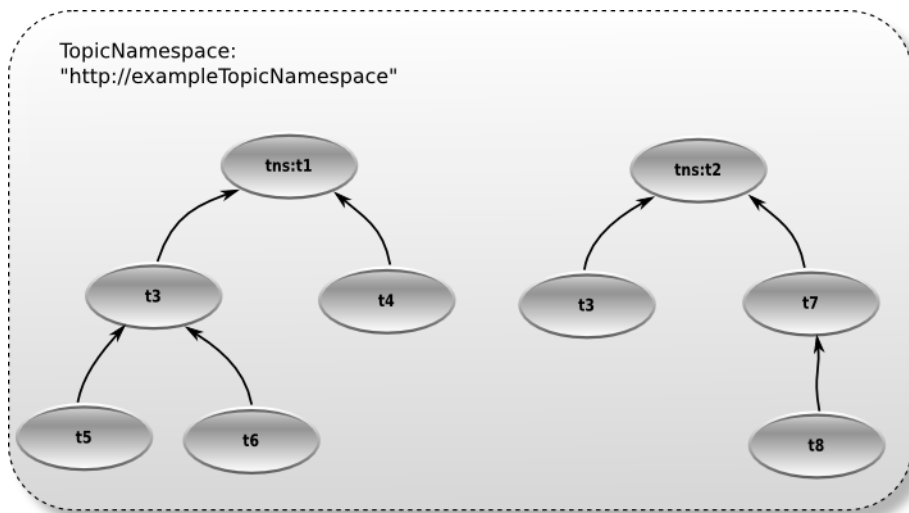 TopicNamespace:
"http://exampleTopicNamespace"
tns:t1
tns:t2
t3
t4
t3
t7
t5
t6
t8